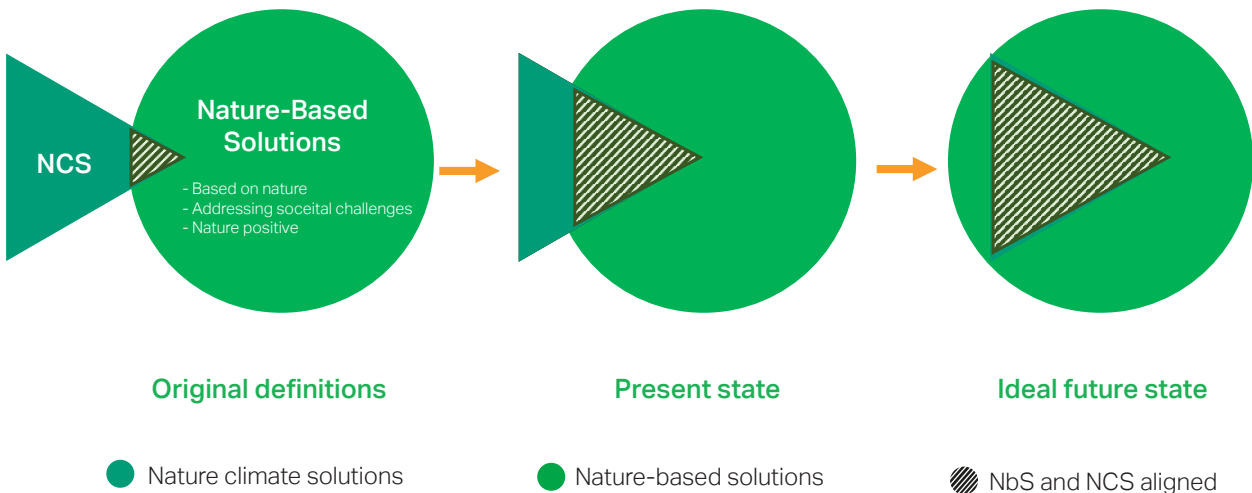 NCS
Nature-Based
Solutions
- Based on nature
- Addressing soceital challenges
- Nature positive
Original definitions
Present state
Ideal future state
Nature climate solutions
Nature-based solutions
NbS and NCS aligned